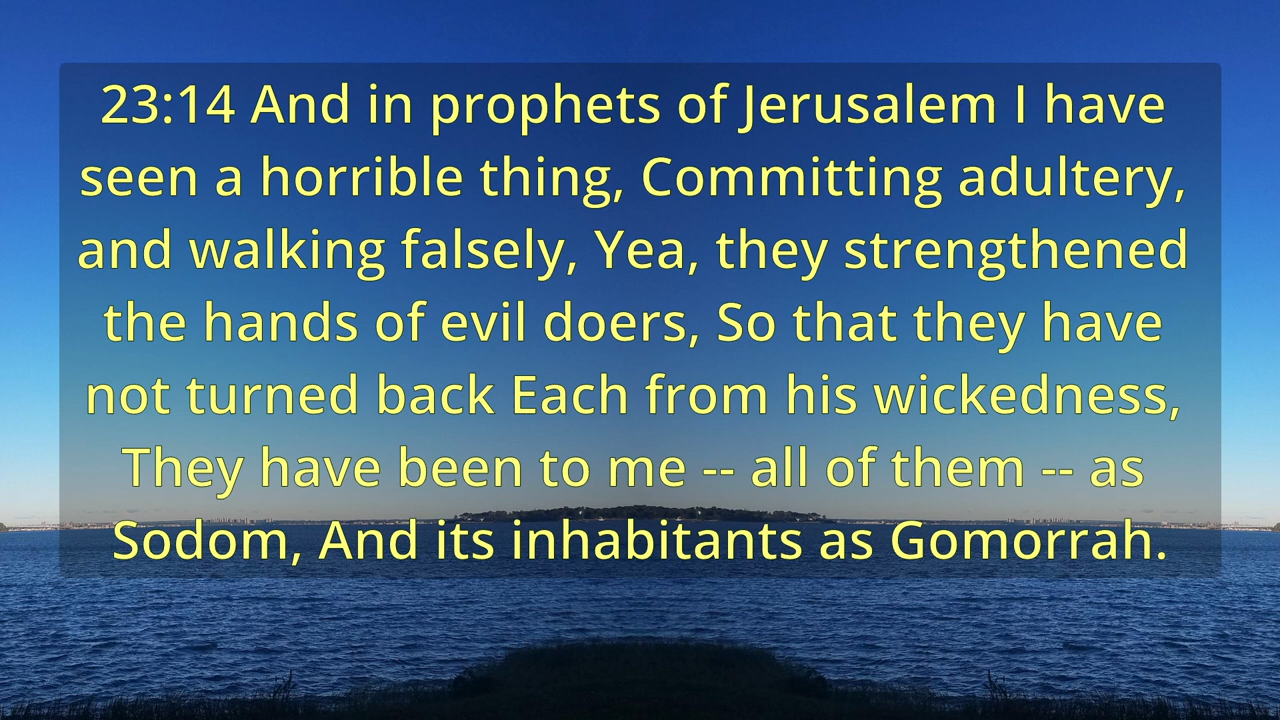 23:14 And in prophets of Jerusalem I have
seen a horrible thing, Committing adultery,
and walking falsely, Yea, they strengthened
the hands of evil doers, So that they have
not turned back Each from his wickedness,
They have been to me -- all of them -- as
Sodom, And its inhabitants as Gomorrah.